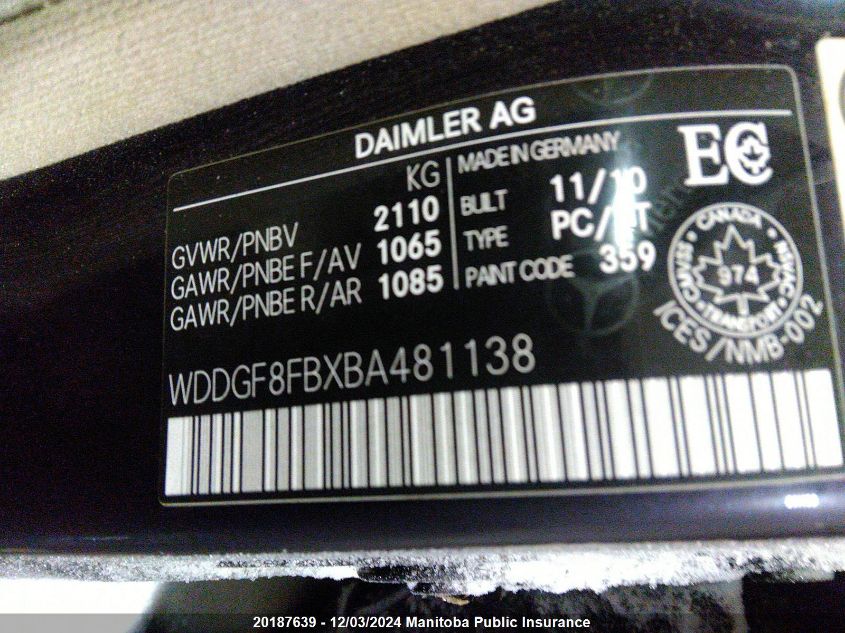 DAIMLER AG
KG
GVWR/PNBV 2110
GAWR/PNBE F/AV 1065
GAWR/PNBE R/AR 1085
MADE IN GERMANY
BUILT 11/10
TYPE
PAINT CODE 359
EC
CANADA
974
TRANSPORT
ICES/NMB-002
WDDGF8FBXBA481138
20187639 - 12/03/2024 Manitoba Public Insurance